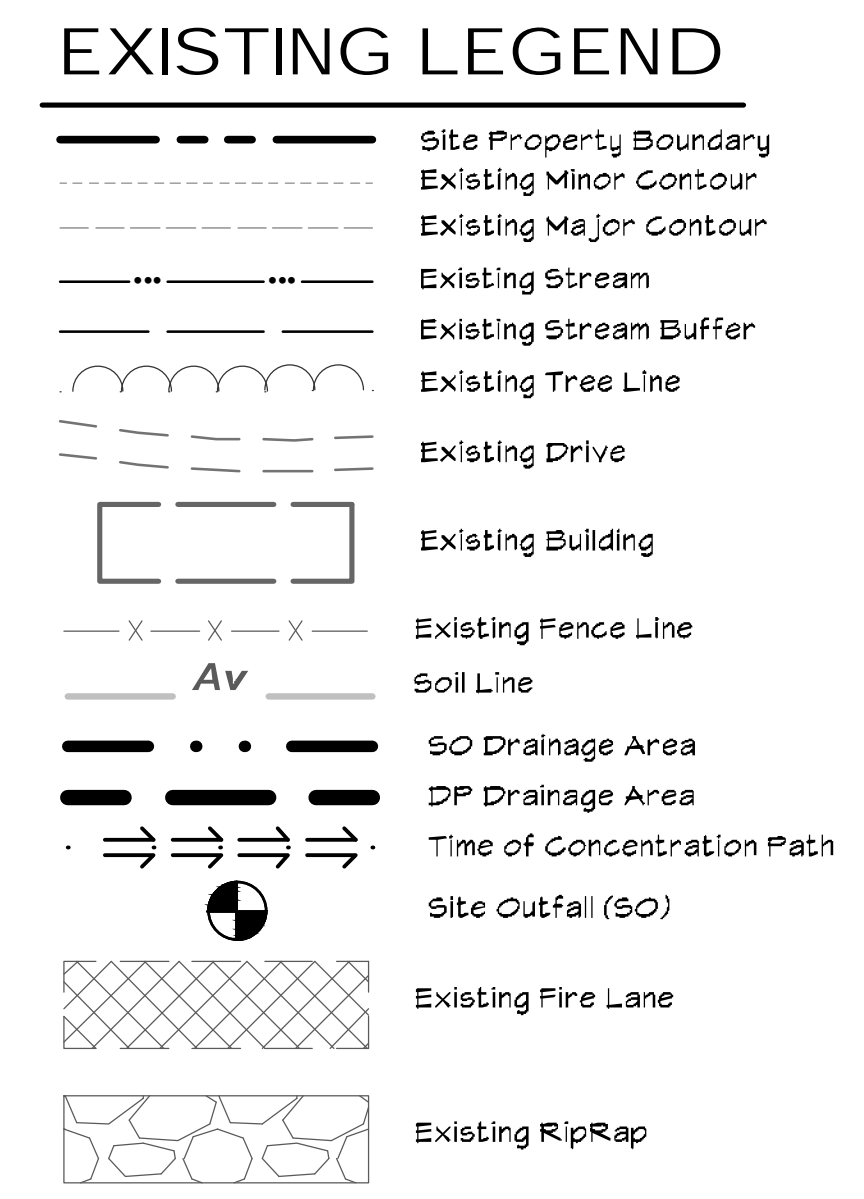 EXISTING LEGEND
Site Property Boundary
Existing Minor Contour
Existing Major Contour
Existing Stream
Existing Stream Buffer
Existing Tree Line
Existing Drive
Existing Building
Existing Fence Line
Av Soil Line
SO Drainage Area
DP Drainage Area
Time of Concentration Path
Site Outfall (SO)
Existing Fire Lane
Existing RipRap